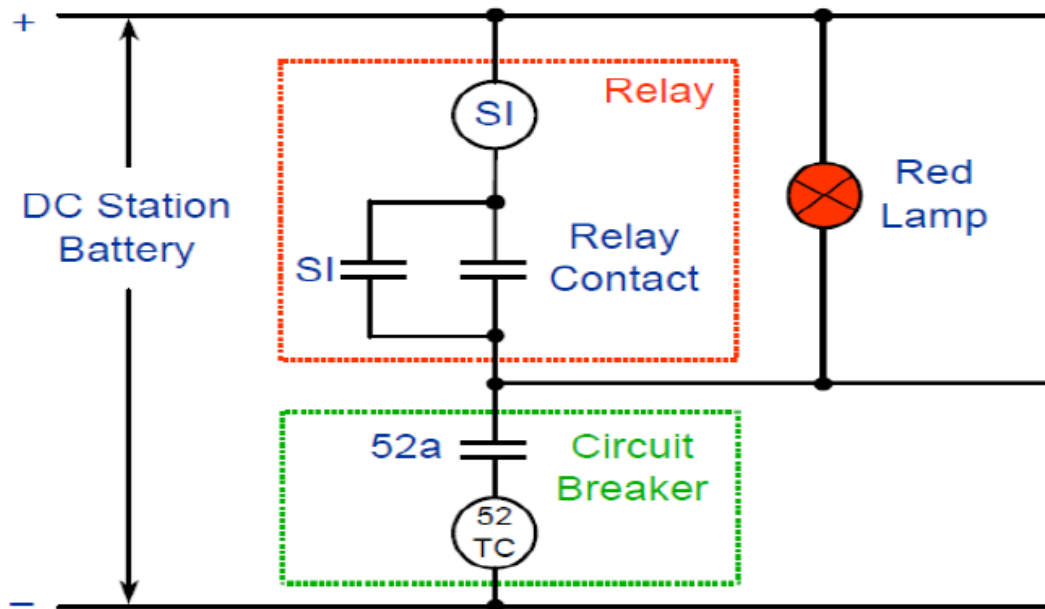 +
Relay
SI
DC Station
Battery
Red
Lamp
SI
Relay
Contact
52a
Circuit
Breaker
52
TC
–